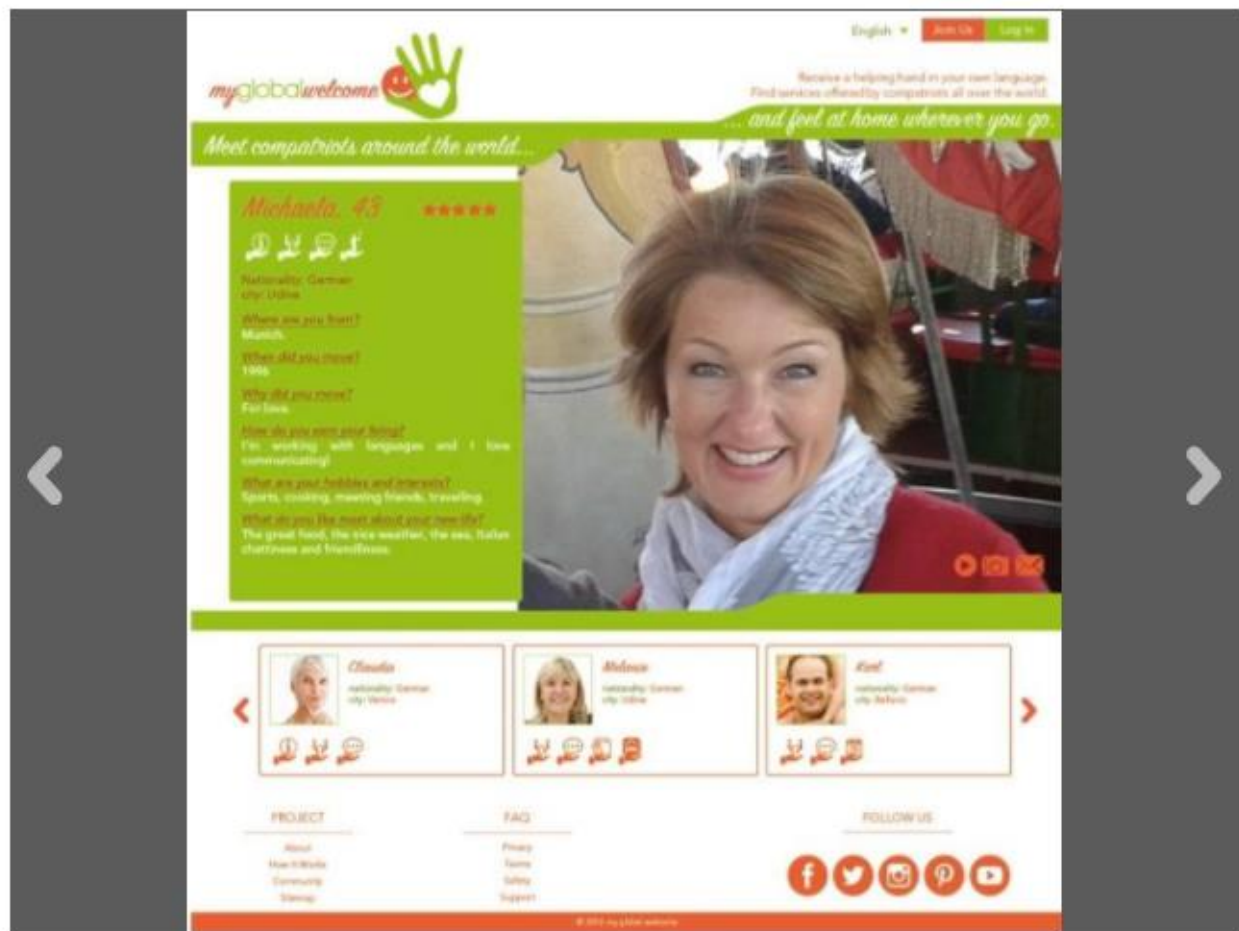 English
Join Us
Log In
myglobalwelcome
Receive a helping hand in your own language.
Find services offered by compatriots all over the world.
... and feel at home wherever you go.
Meet compatriots around the world...
Michaela, 43
Nationality: German
city: Udine
Where are you from?
Munich.
When did you move?
1996
Why did you move?
For love.
How do you earn your living?
I'm working with languages and I love
communicating!
What are your hobbies and interests?
Sports, cooking, meeting friends, traveling.
What do you like most about your new life?
The great food, the nice weather, the sea, Italian
chattiness and friendliness.
Claudia
nationality: German
city: Venice
Melanie
nationality: German
city: Udine
Karl
nationality: German
city: Belluno
PROJECT
About
How It Works
Community
Sitemap
FAQ
Privacy
Terms
Safety
Support
FOLLOW US
my global welcome